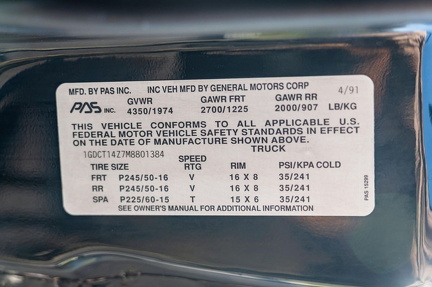 MFD. BY PAS INC. INC VEH MFD BY GENERAL MOTORS CORP 4/91
PAS INC. GVWR GAWR FRT GAWR RR
4350/1974 2700/1225 2000/907 LB/KG
THIS VEHICLE CONFORMS TO ALL APPLICABLE U.S.
FEDERAL MOTOR VEHICLE SAFETY STANDARDS IN EFFECT
ON THE DATE OF MANUFACTURE SHOWN ABOVE.
1GDCT14Z7M8801384 TRUCK
SPEED
TIRE SIZE RTG RIM PSI/KPA COLD
FRT P245/50-16 V 16 X 8 35/241
RR P245/50-16 V 16 X 8 35/241
SPA P225/60-15 T 15 X 6 35/241
SEE OWNER'S MANUAL FOR ADDITIONAL INFORMATION
PAS 15299